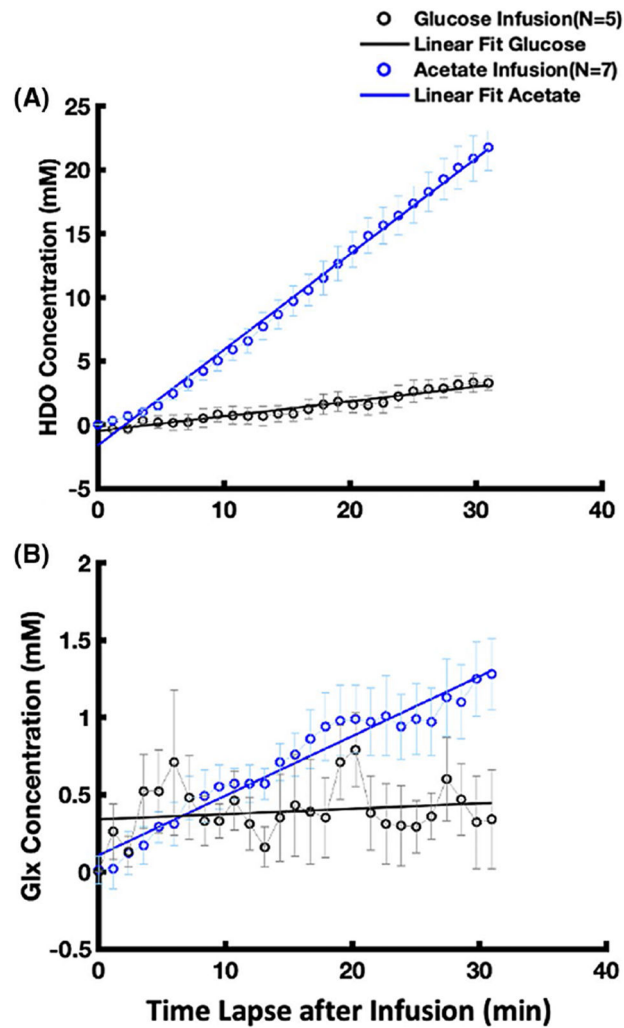 Glucose Infusion(N=5)
Linear Fit Glucose
Acetate Infusion(N=7)
Linear Fit Acetate
(A)
25
20
15
10
5
0
-5
HDO Concentration (mM)
0 10 20 30 40
(B)
2
1.5
1
0.5
0
-0.5
Glx Concentration (mM)
0 10 20 30 40
Time Lapse after Infusion (min)